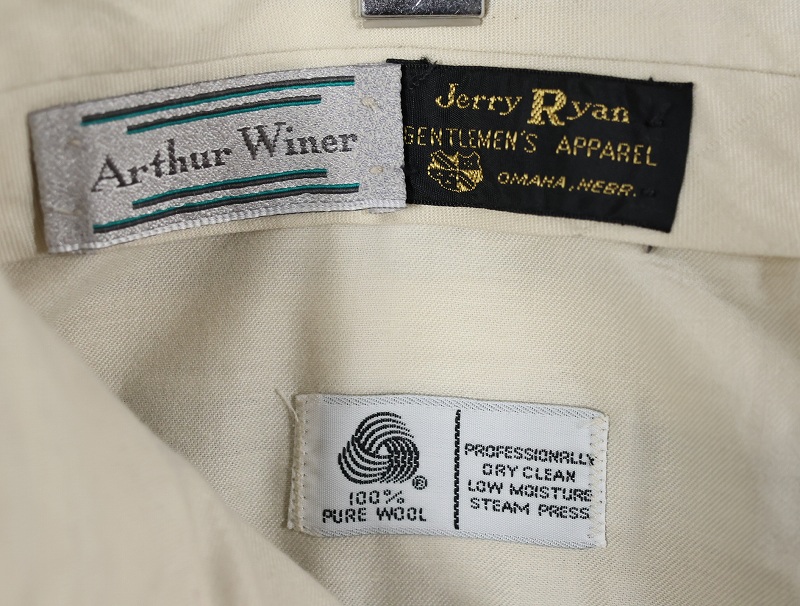 Arthur Winer
Jerry Ryan
GENTLEMEN'S APPAREL
OMAHA, NEBR.
®
100%
PURE WOOL
PROFESSIONALLY
DRY CLEAN
LOW MOISTURE
STEAM PRESS